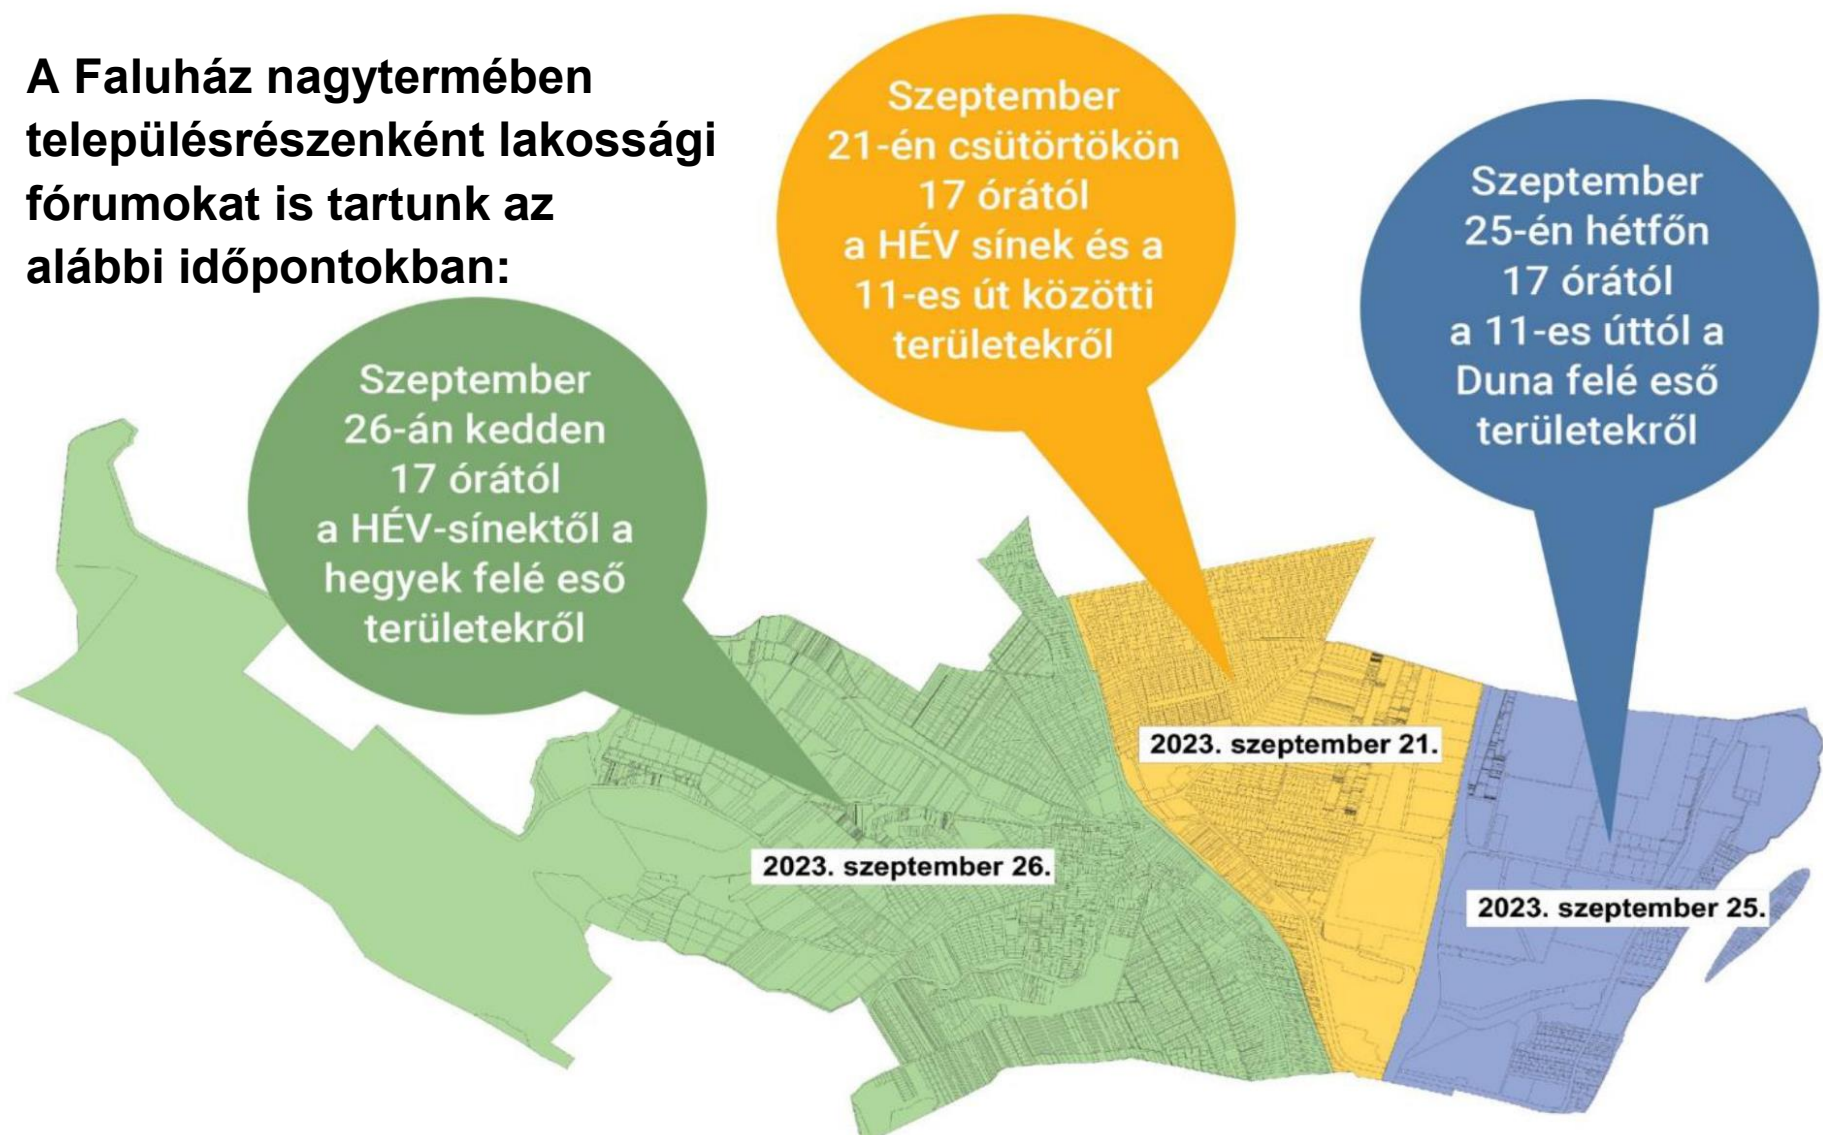 A Faluház nagytermében
településrészenként lakossági
fórumokat is tartunk az
alábbi időpontokban:
Szeptember
26-án kedden
17 órától
a HÉV-sínektől a
hegyek felé eső
területekről
Szeptember
21-én csütörtökön
17 órától
a HÉV sínek és a
11-es út közötti
területekről
Szeptember
25-én hétfőn
17 órától
a 11-es úttól a
Duna felé eső
területekről
2023. szeptember 26.
2023. szeptember 21.
2023. szeptember 25.